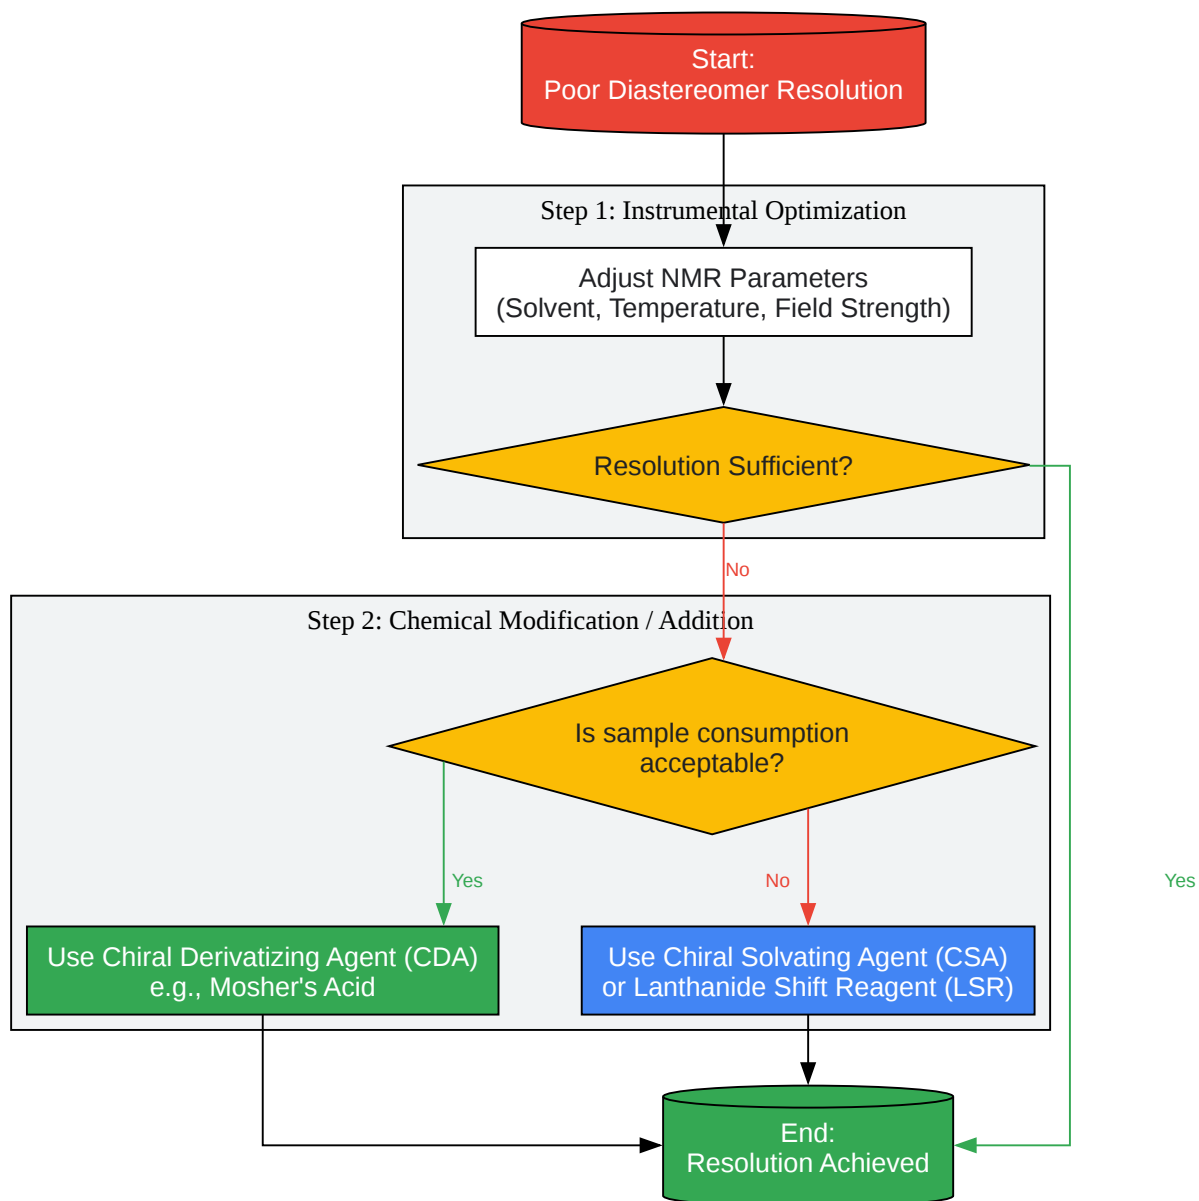 Start:
Poor Diastereomer Resolution
Step 1: Instrumental Optimization
Adjust NMR Parameters
(Solvent, Temperature, Field Strength)
Resolution Sufficient?
No
Step 2: Chemical Modification / Addition
Is sample consumption
acceptable?
Yes
No
Yes
Use Chiral Derivatizing Agent (CDA)
e.g., Mosher's Acid
Use Chiral Solvating Agent (CSA)
or Lanthanide Shift Reagent (LSR)
End:
Resolution Achieved